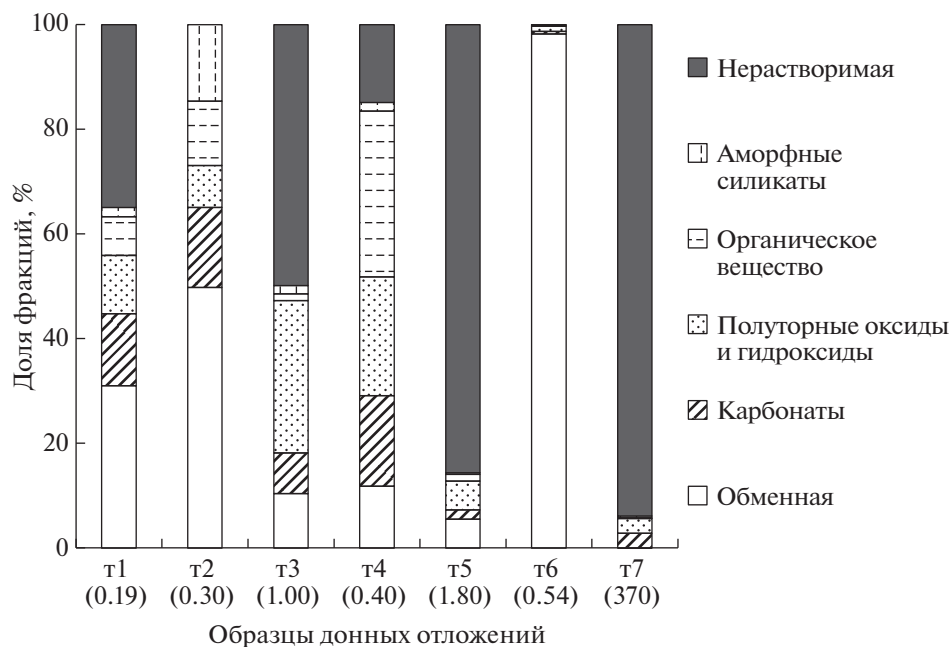 100
80
60
40
20
0
Доля фракций, %
т1
(0.19)
т2
(0.30)
т3
(1.00)
т4
(0.40)
т5
(1.80)
т6
(0.54)
т7
(370)
Образцы донных отложений
Нерастворимая
Аморфные
силикаты
Органическое
вещество
Полуторные оксиды
и гидроксиды
Карбонаты
Обменная